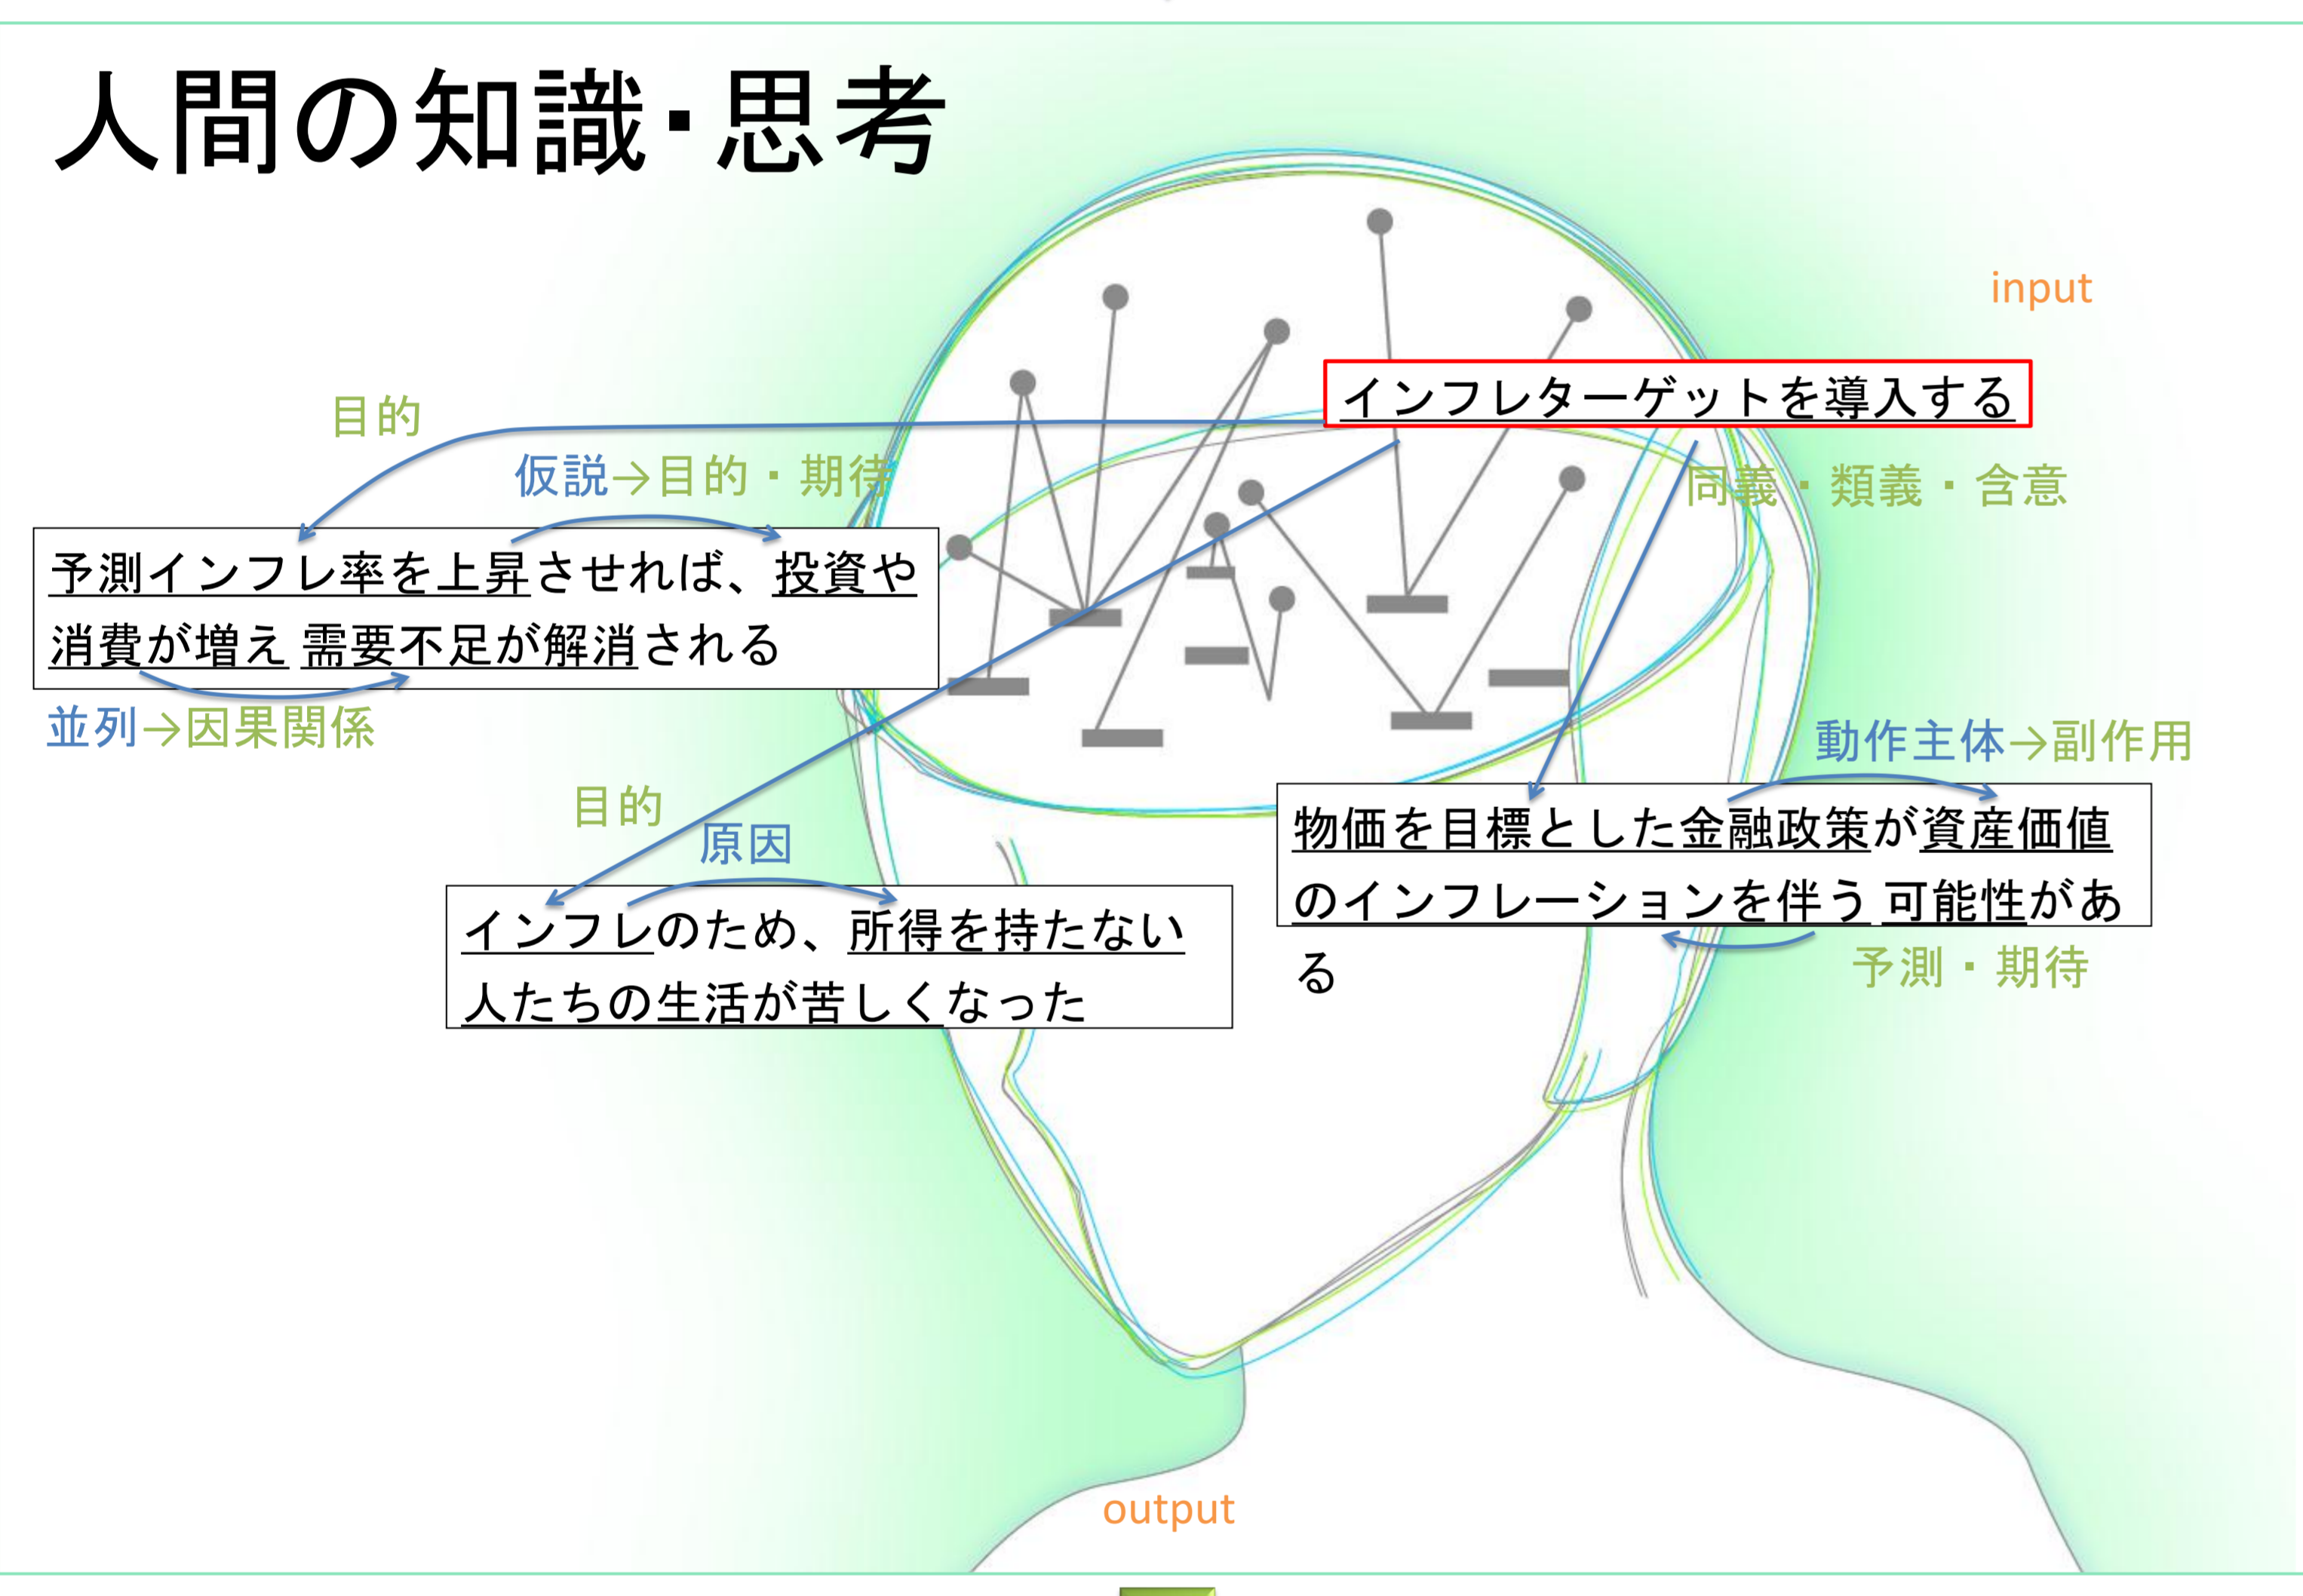 人間の知識・思考
input
インフレターゲットを導入する
目的
仮説→目的・期待
同義・類義・含意
予測インフレ率を上昇させれば、投資や
消費が増え 需要不足が解消される
並列→因果関係
動作主体→副作用
目的
原因
物価を目標とした金融政策が資産価値
のインフレーションを伴う 可能性があ
る
インフレのため、所得を持たない
人たちの生活が苦しくなった
予測・期待
output